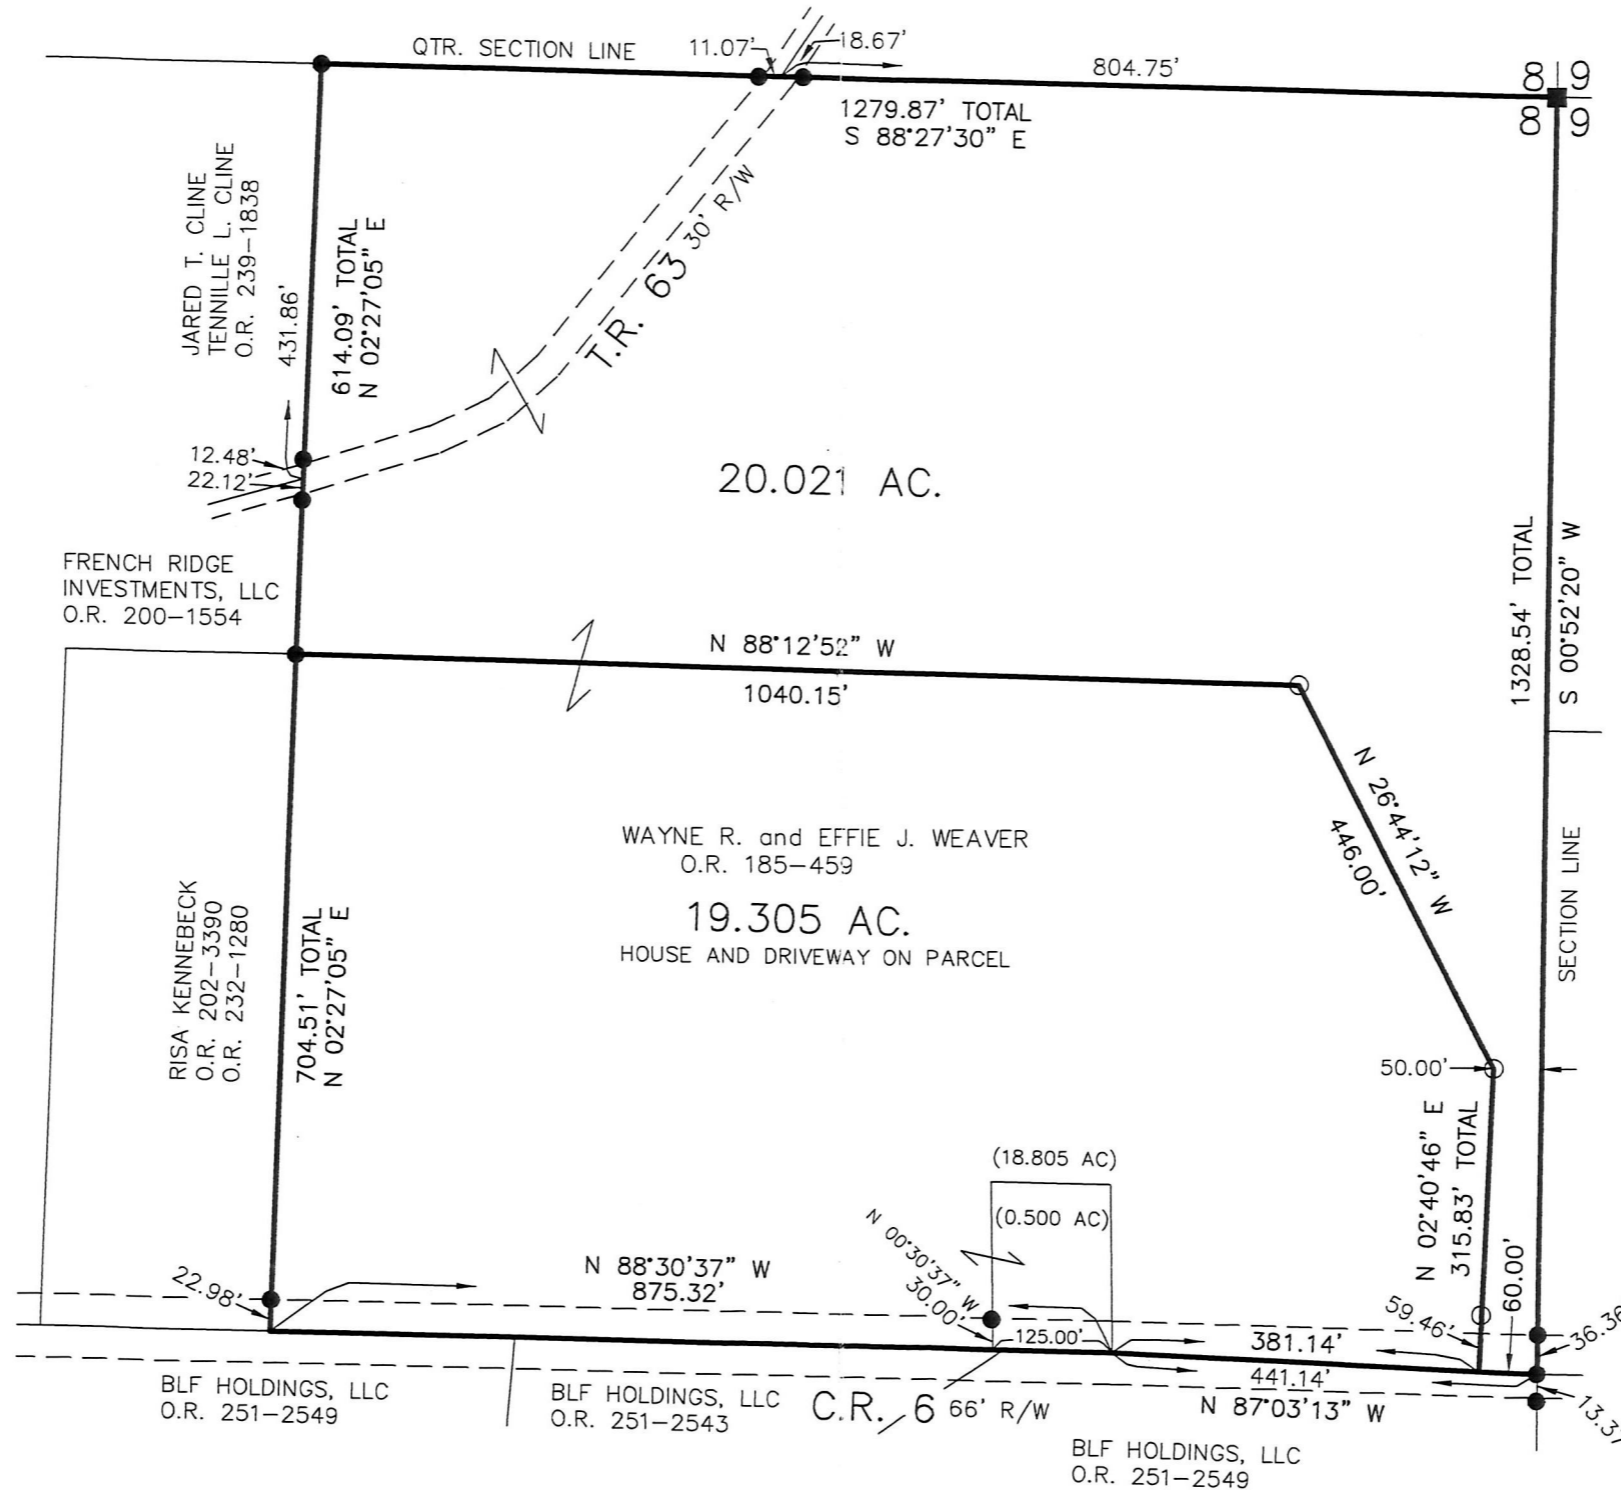 QTR. SECTION LINE
11.07'
18.67'
804.75'
1279.87' TOTAL
S 88°27'30" E
8 9
8 9
JARED T. CLINE
TENNILLE L. CLINE
O.R. 239-1838
431.86'
614.09' TOTAL
N 02°27'05" E
T.R. 63 30' R/W
12.48'
22.12'
20.021 AC.
FRENCH RIDGE
INVESTMENTS, LLC
O.R. 200-1554
N 88°12'52" W
1040.15'
1328.54' TOTAL
S 00°52'20" W
N 26°44'12" W
446.00'
WAYNE R. and EFFIE J. WEAVER
O.R. 185-459
19.305 AC.
HOUSE AND DRIVEWAY ON PARCEL
SECTION LINE
RISA KENNEBECK
O.R. 202-3390
O.R. 232-1280
704.51' TOTAL
N 02°27'05" E
50.00'
N 02°40'46" E
315.83' TOTAL
(18.805 AC)
(0.500 AC)
N 00°30'37" W
30.00'
N 88°30'37" W
875.32'
22.98'
60.00'
59.46'
36.36
125.00'
381.14'
441.14'
N 87°03'13" W
13.37
BLF HOLDINGS, LLC
O.R. 251-2549
BLF HOLDINGS, LLC
O.R. 251-2543
C.R. 6 66' R/W
BLF HOLDINGS, LLC
O.R. 251-2549